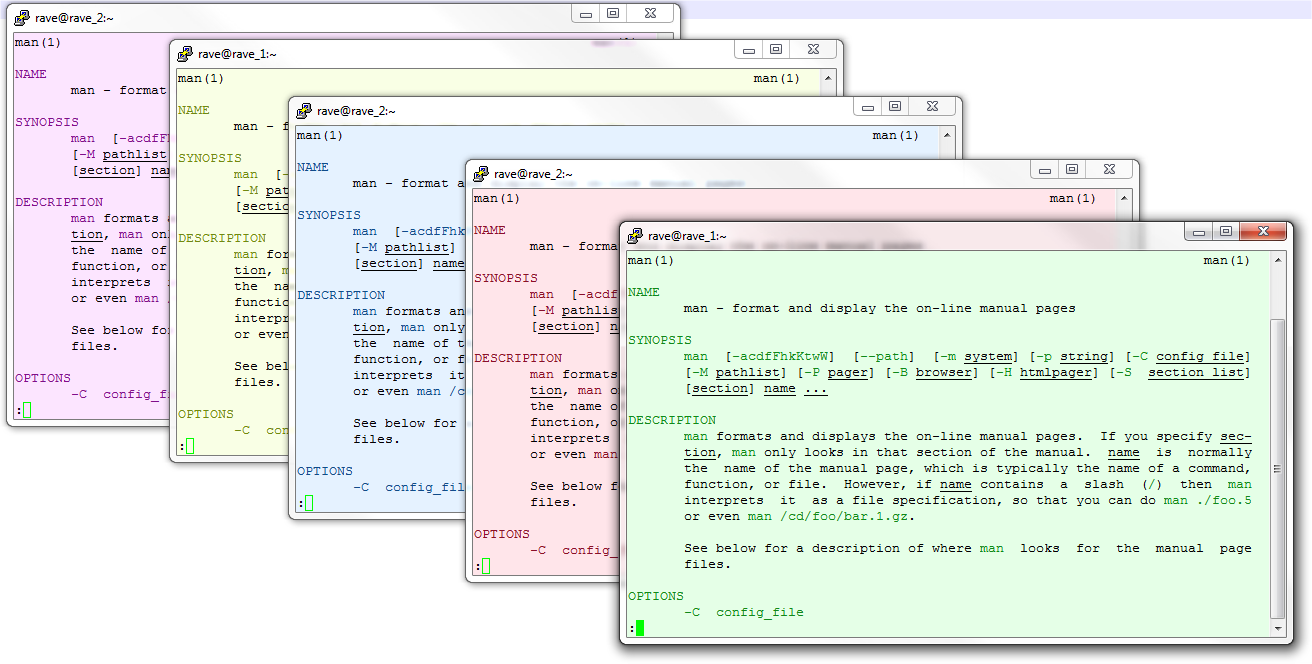 rave@rave_2:~
man(1)
NAME
man - format
SYNOPSIS
man [-acdfFh
[-M pathlist
[section] nam
DESCRIPTION
man formats a
tion, man on
the name of
function, or
interprets
or even man
See below fo
files.
OPTIONS
-C config_f
:
rave@rave_1:~
man(1) man(1)
NAME
man - f
SYNOPSIS
man [-
[-M pat
[sectio
DESCRIPTION
man for
tion, m
the na
functio
interpr
or even
See bel
files.
OPTIONS
-C con
:
rave@rave_2:~
man(1) man(1)
NAME
man - format a
SYNOPSIS
man [-acdfFhk
[-M pathlist]
[section] name
DESCRIPTION
man formats an
tion, man only
the name of t
function, or f
interprets it
or even man /c
See below for
files.
OPTIONS
-C config_fil
:
rave@rave_2:~
man(1) man(1)
NAME
man - forma
SYNOPSIS
man [-acdf
[-M pathlis
[section] n
DESCRIPTION
man formats
tion, man o
the name o
function, o
interprets
or even man
See below f
files.
OPTIONS
-C config_
:
rave@rave_1:~
man(1) man(1)
NAME
man - format and display the on-line manual pages
SYNOPSIS
man [-acdfFhkKtwW] [--path] [-m system] [-p string] [-C config_file]
[-M pathlist] [-P pager] [-B browser] [-H htmlpager] [-S section_list]
[section] name ...
DESCRIPTION
man formats and displays the on-line manual pages. If you specify sec-
tion, man only looks in that section of the manual. name is normally
the name of the manual page, which is typically the name of a command,
function, or file. However, if name contains a slash (/) then man
interprets it as a file specification, so that you can do man ./foo.5
or even man /cd/foo/bar.1.gz.
See below for a description of where man looks for the manual page
files.
OPTIONS
-C config_file
: